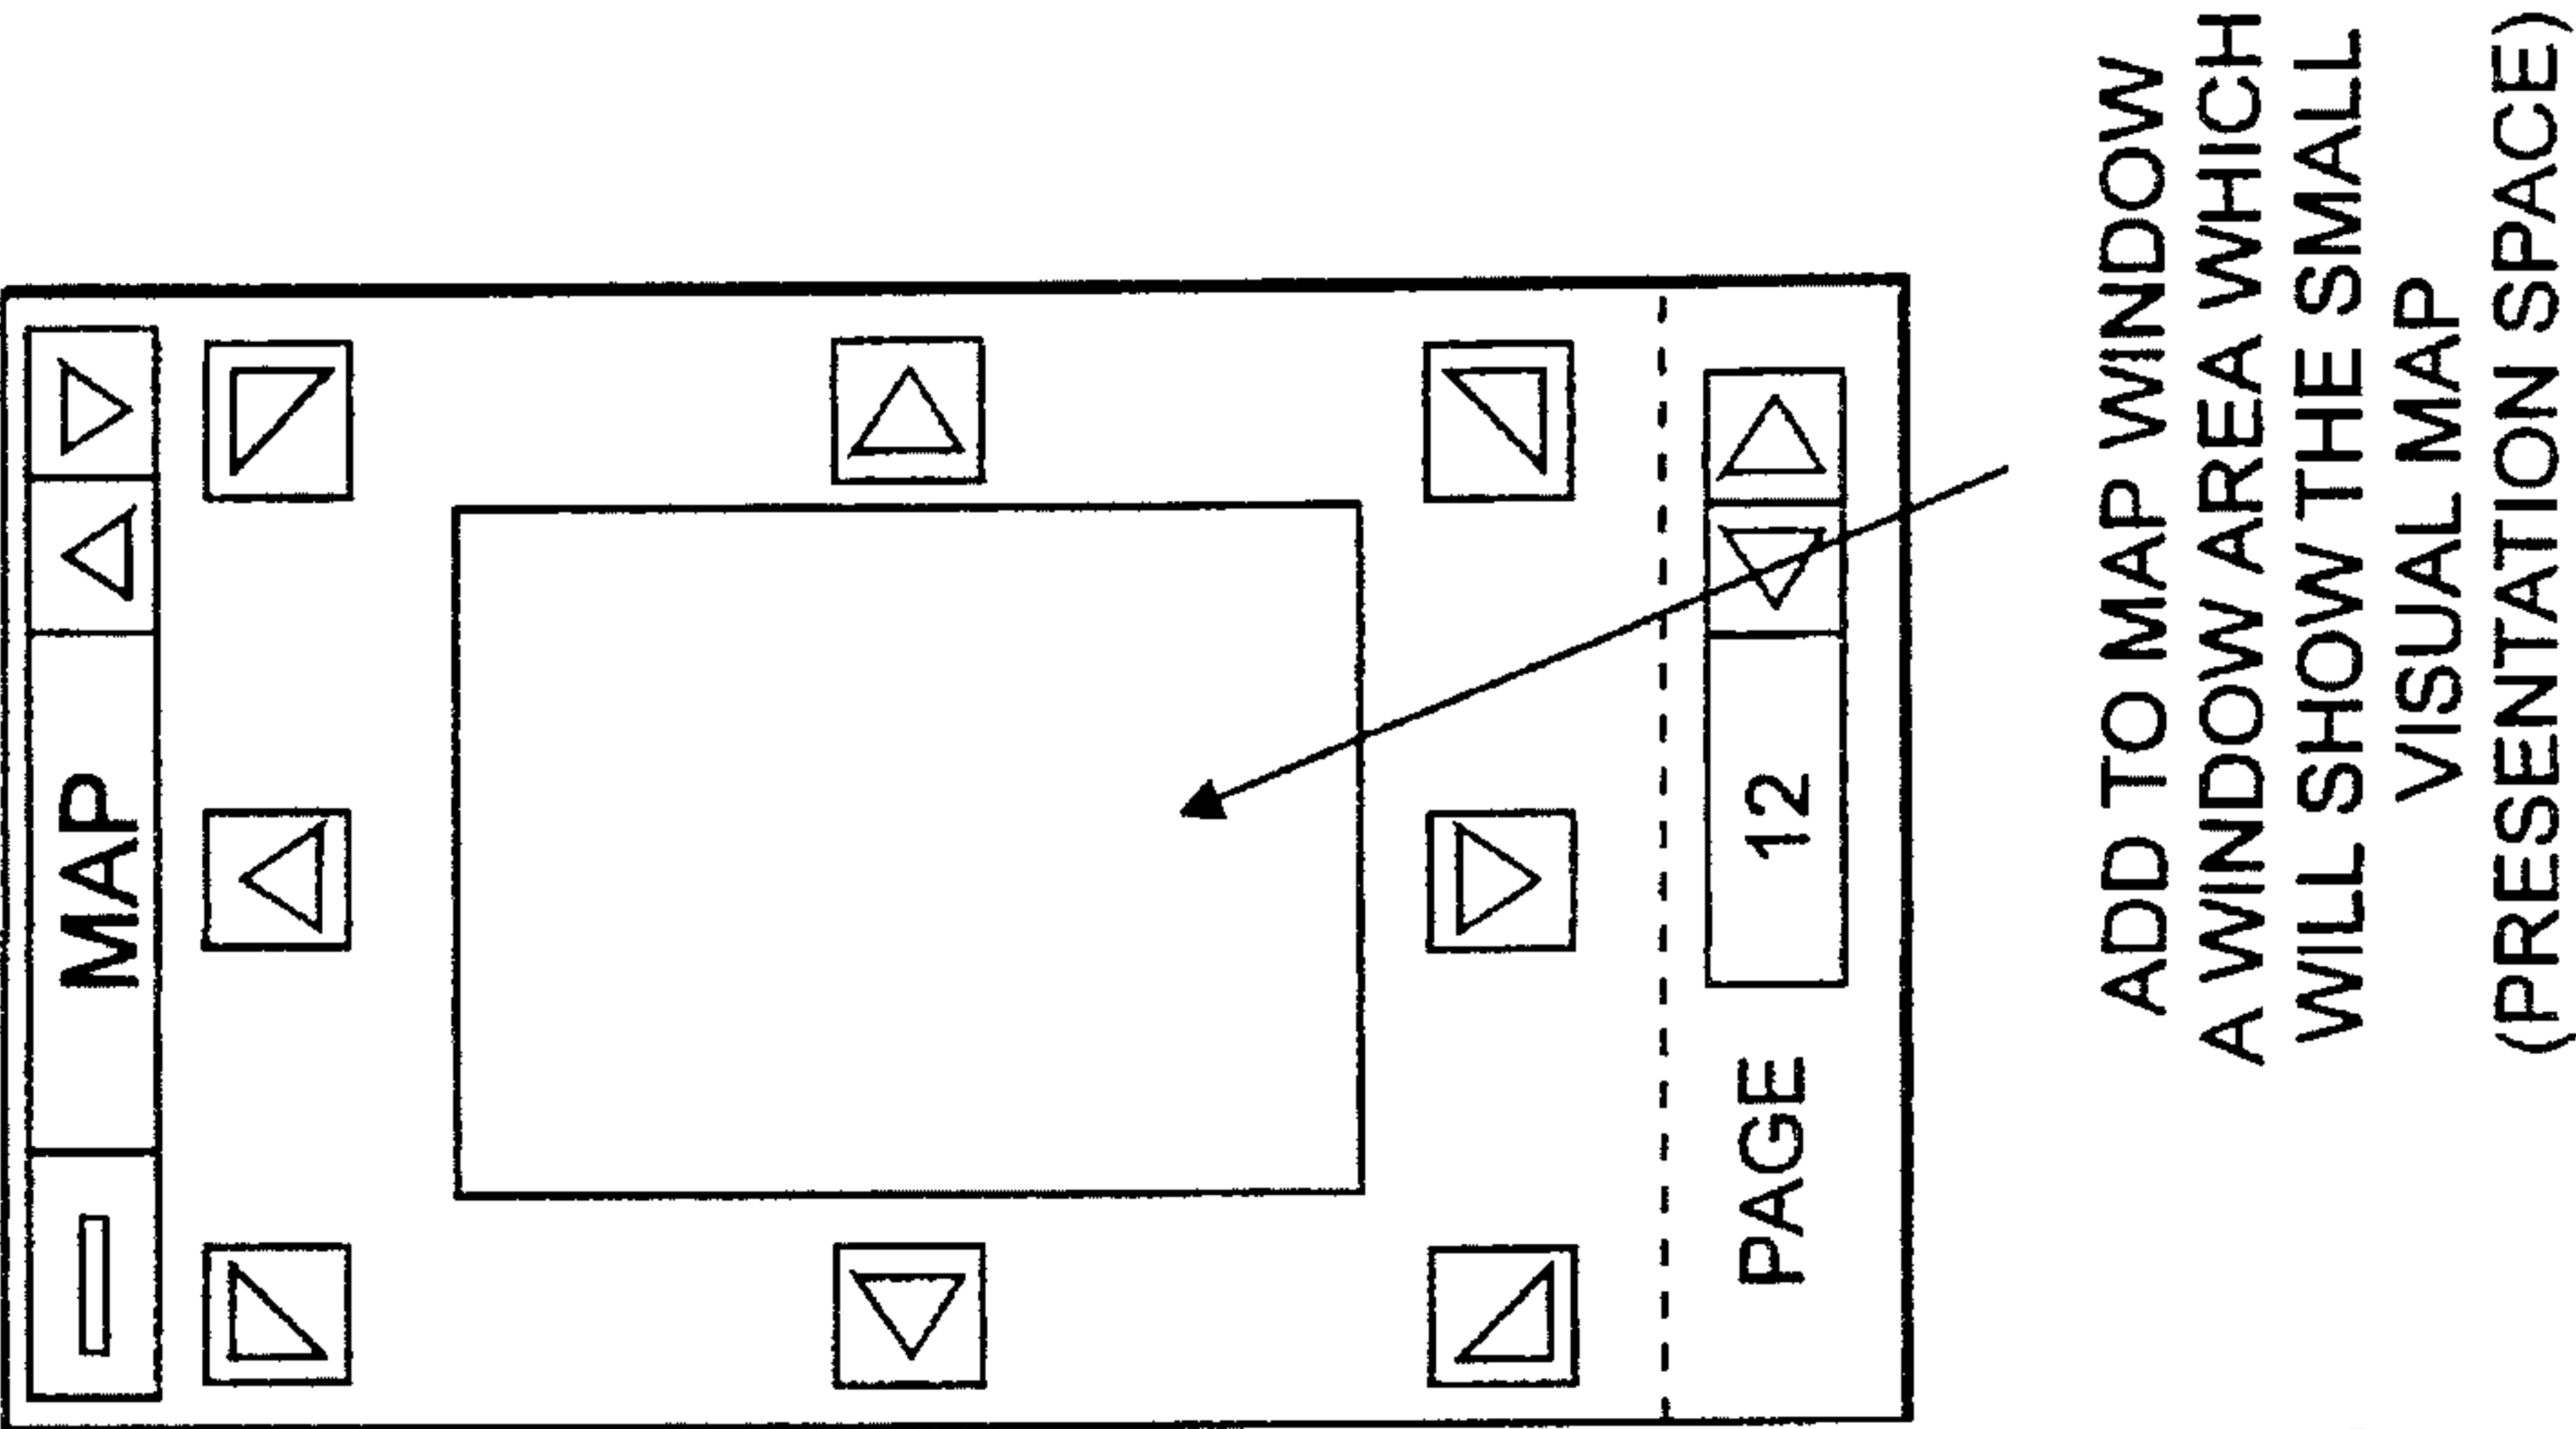 MAP
PAGE 12
ADD TO MAP WINDOW
A WINDOW AREA WHICH
WILL SHOW THE SMALL
VISUAL MAP
(PRESENTATION SPACE)